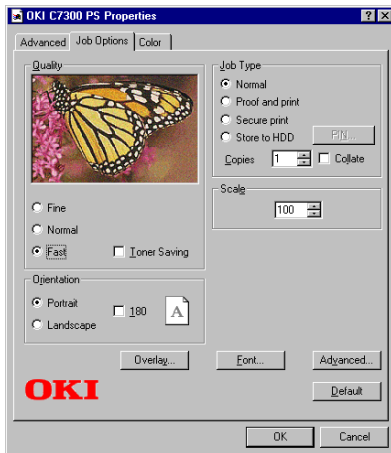 OKI C7300 PS Properties
Advanced
Job Options
Color
Quality
Fine
Normal
Fast
Toner Saving
Orientation
Portrait
Landscape
180
A
Job Type
Normal
Proof and print
Secure print
Store to HDD
PIN...
Copies
1
Collate
Scale
100
Overlay...
Font...
Advanced...
OKI
Default
OK
Cancel